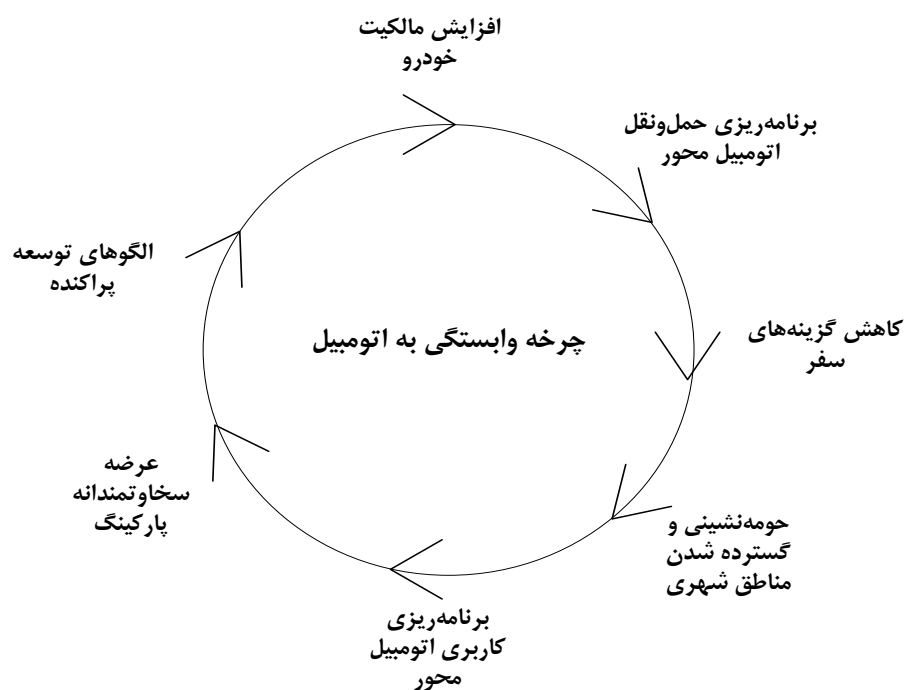 افزایش مالکیت
خودرو
برنامه‌ریزی حمل‌ونقل
اتومبیل محور
کاهش گزینه‌های
سفر
حومه‌نشینی و
گسترده شدن
مناطق شهری
برنامه‌ریزی
کاربری اتومبیل
محور
عرضه
سخاوتمندانه
پارکینگ
الگوهای توسعه
پراکنده
چرخه وابستگی به اتومبیل